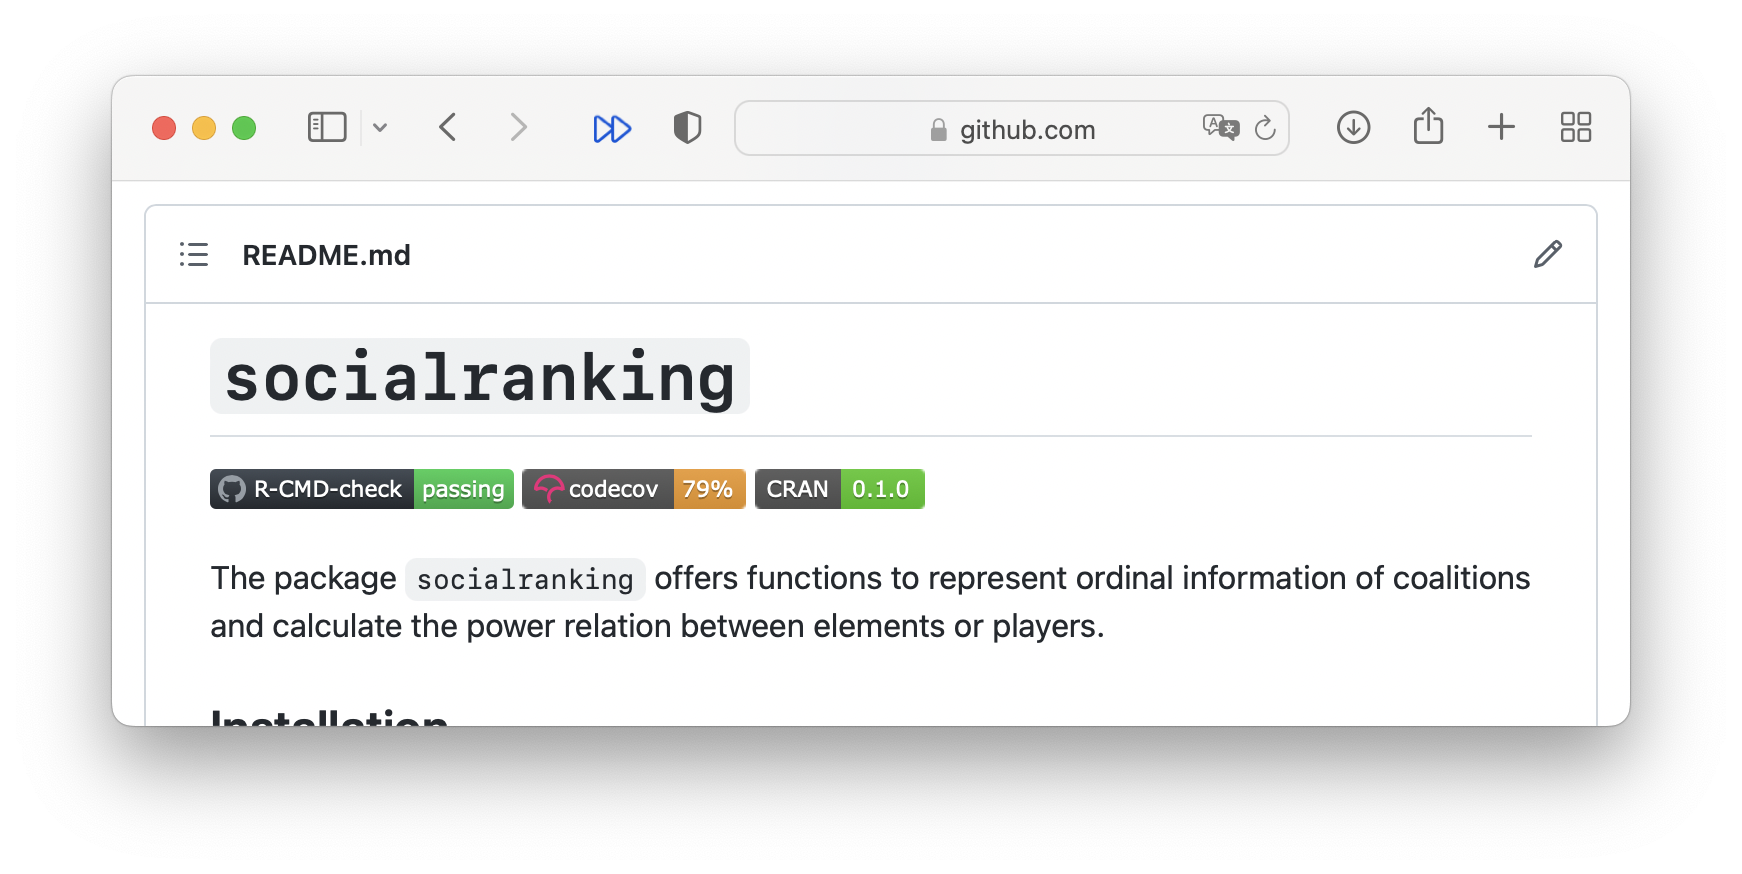 github.com
README.md
socialranking
R-CMD-check passing codecov 79% CRAN 0.1.0
The package socialranking offers functions to represent ordinal information of coalitions
and calculate the power relation between elements or players.
Installation